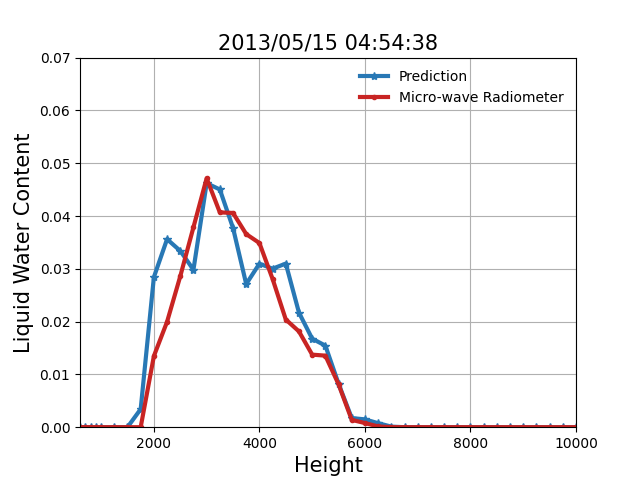 2013/05/15 04:54:38
Prediction
Micro-wave Radiometer
0.07
0.06
0.05
0.04
0.03
0.02
0.01
0.00
Liquid Water Content
2000 4000 6000 8000 10000
Height